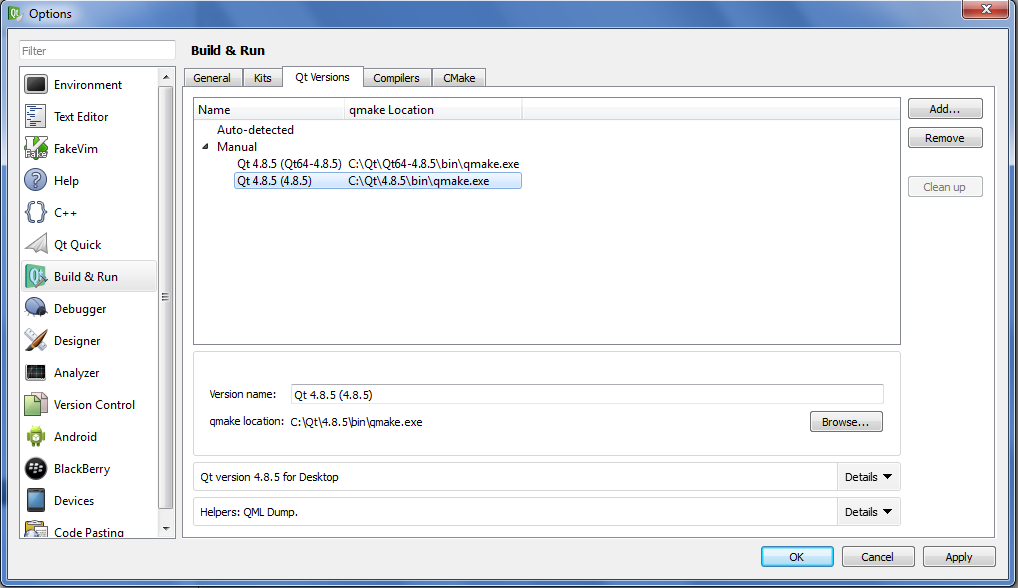 Options
Filter
Environment
Text Editor
FakeVim
Help
C++
Qt Quick
Build & Run
Debugger
Designer
Analyzer
Version Control
Android
BlackBerry
Devices
Code Pasting
Build & Run
General Kits Qt Versions Compilers CMake
Name qmake Location
Auto-detected
Manual
Qt 4.8.5 (Qt64-4.8.5) C:\Qt\Qt64-4.8.5\bin\qmake.exe
Qt 4.8.5 (4.8.5) C:\Qt\4.8.5\bin\qmake.exe
Add...
Remove
Clean up
Version name: Qt 4.8.5 (4.8.5)
qmake location: C:\Qt\4.8.5\bin\qmake.exe Browse...
Qt version 4.8.5 for Desktop Details
Helpers: QML Dump. Details
OK Cancel Apply